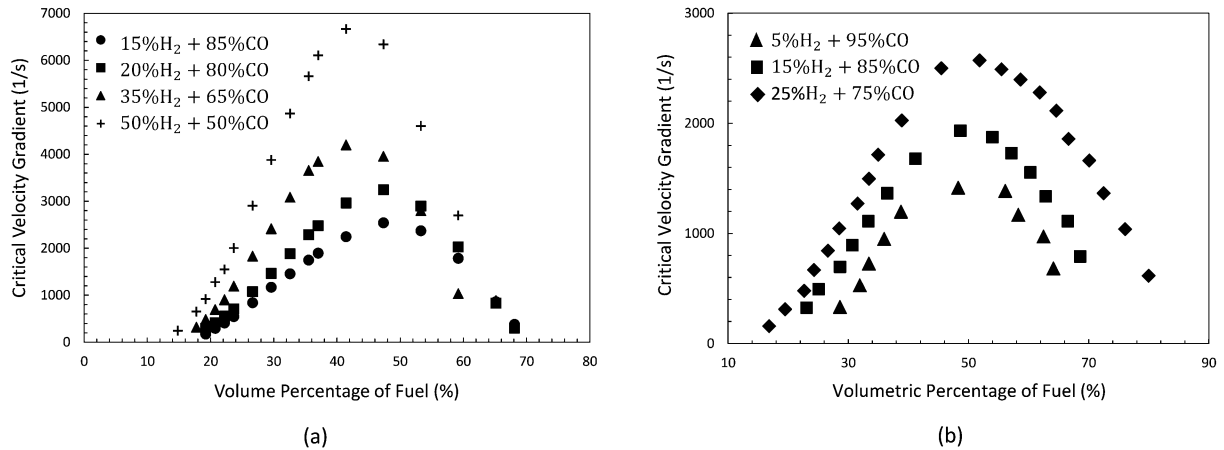 7000
6000
5000
4000
3000
2000
1000
0
Critical Velocity Gradient (1/s)
15%H₂ + 85%CO
20%H₂ + 80%CO
35%H₂ + 65%CO
50%H₂ + 50%CO
0 10 20 30 40 50 60 70 80
Volume Percentage of Fuel (%)
(a)
3000
2000
1000
0
Critical Velocity Gradient (1/s)
5%H₂ + 95%CO
15%H₂ + 85%CO
25%H₂ + 75%CO
10 30 50 70 90
Volumetric Percentage of Fuel (%)
(b)